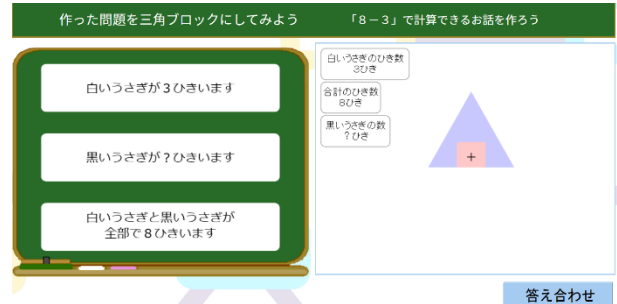 作った問題を三角ブロックにしてみよう
「８－３」で計算できるお話を作ろう
白いうさぎが３ひきいます
黒いうさぎが？ひきいます
白いうさぎと黒いうさぎが
全部で８ひきいます
白いうさぎのひき数
3ひき
合計のひき数
8ひき
黒いうさぎの数
？ひき
+
答え合わせ